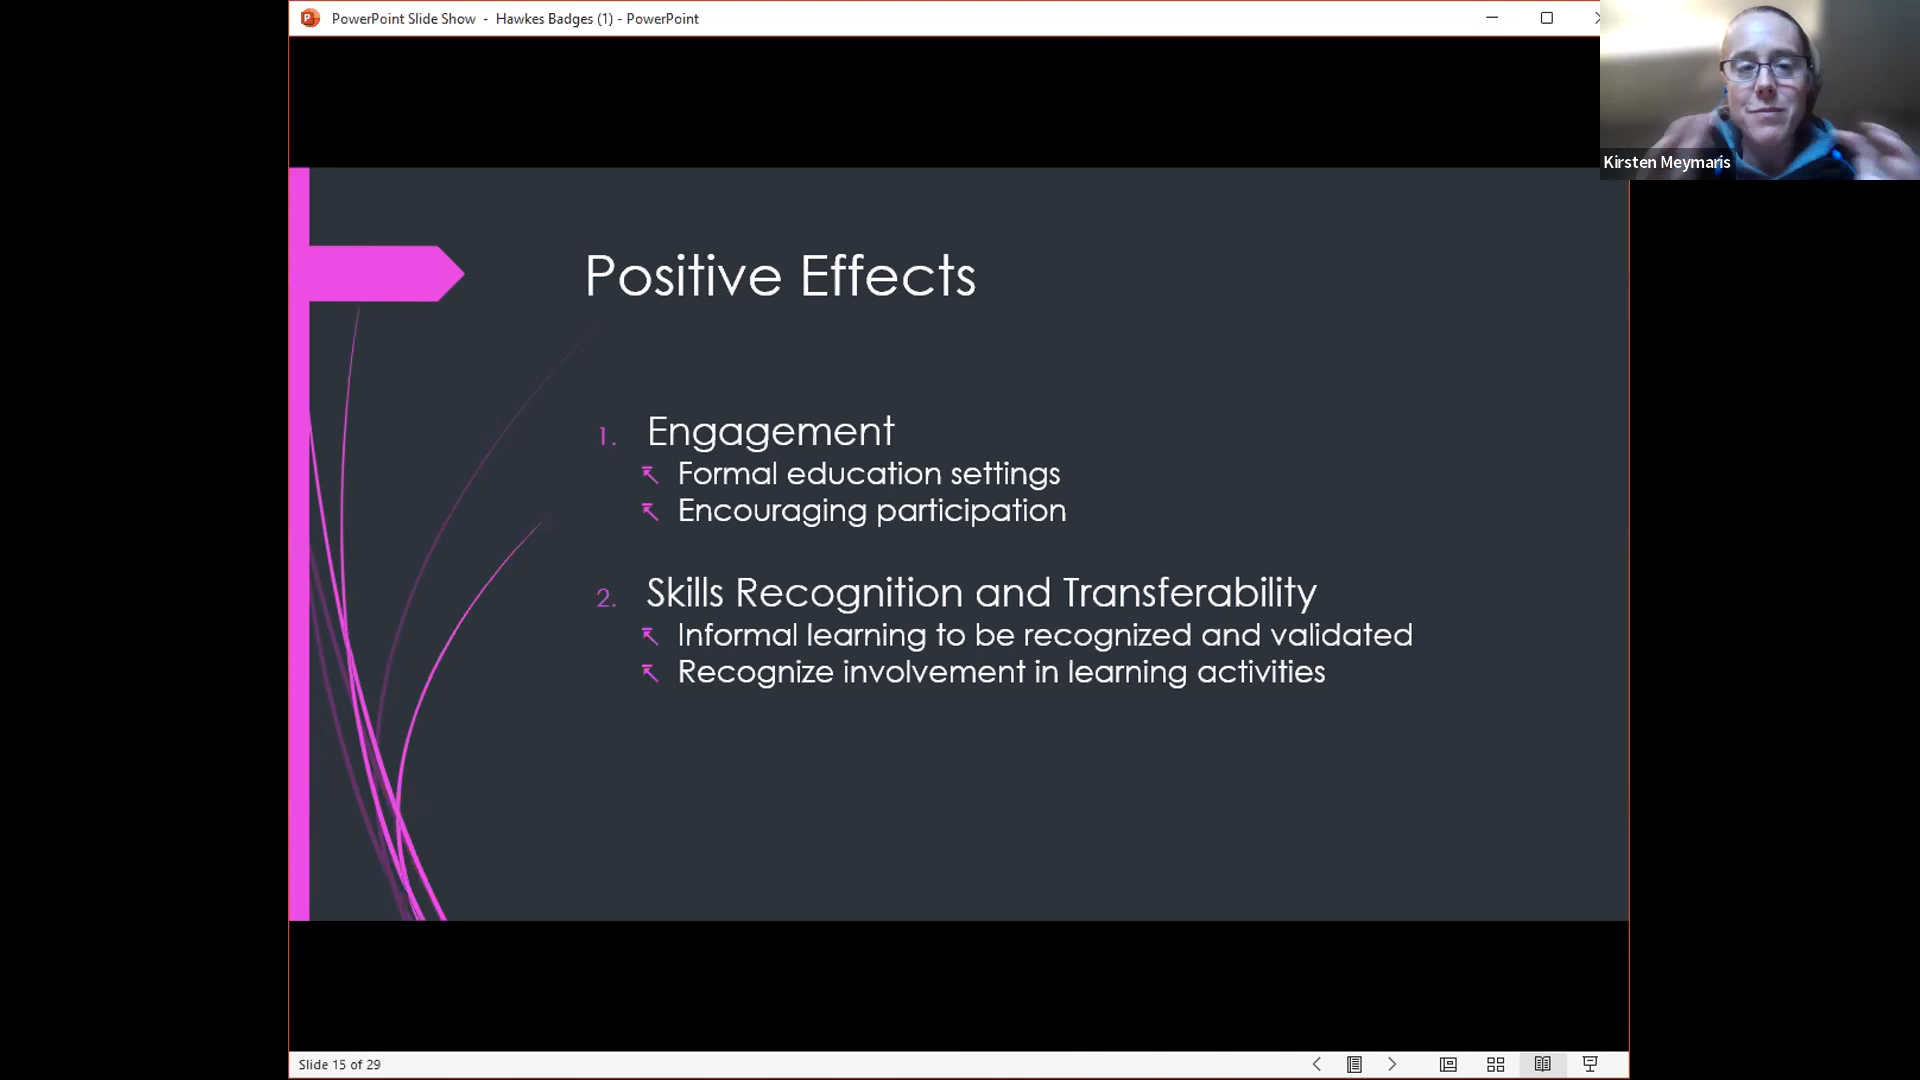 PowerPoint Slide Show - Hawkes Badges (1) - PowerPoint
Kirsten Meymaris
Positive Effects
1. Engagement
Formal education settings
Encouraging participation
2. Skills Recognition and Transferability
Informal learning to be recognized and validated
Recognize involvement in learning activities
Slide 15 of 29